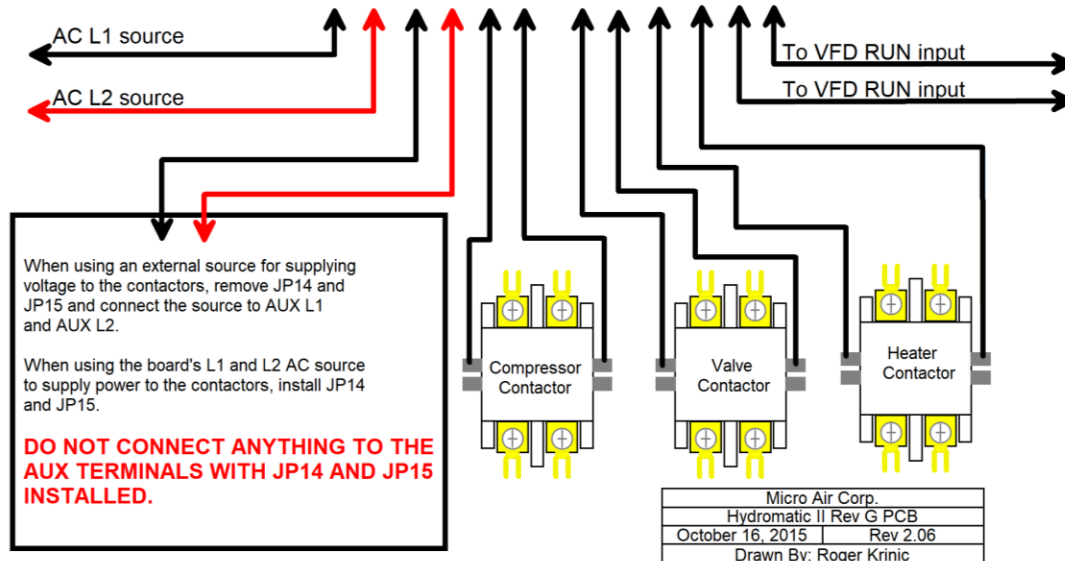 AC L1 source
AC L2 source
To VFD RUN input
To VFD RUN input
When using an external source for supplying
voltage to the contactors, remove JP14 and
JP15 and connect the source to AUX L1
and AUX L2.
When using the board's L1 and L2 AC source
to supply power to the contactors, install JP14
and JP15.
DO NOT CONNECT ANYTHING TO THE
AUX TERMINALS WITH JP14 AND JP15
INSTALLED.
Compressor
Contactor
Valve
Contactor
Heater
Contactor
Micro Air Corp.
Hydromatic II Rev G PCB
October 16, 2015 Rev 2.06
Drawn By: Roger Krinic